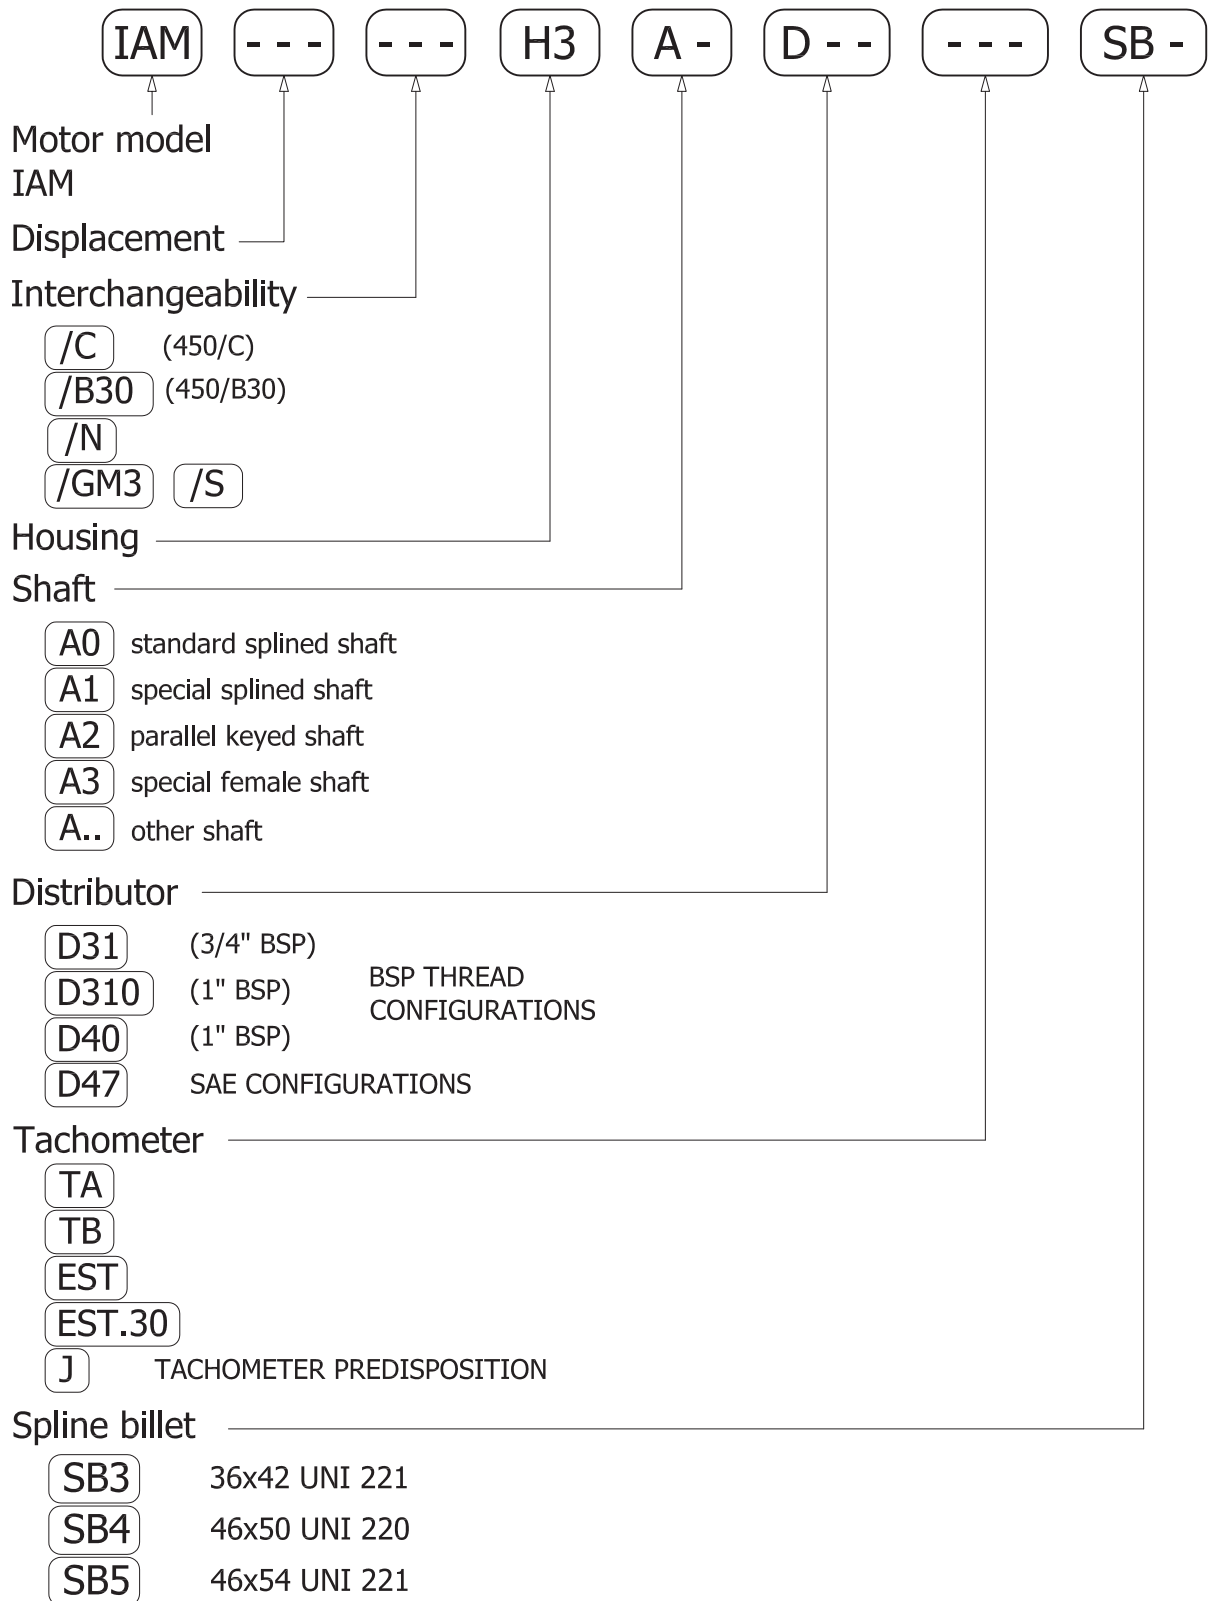 IAM - - - - - - H3 A - D - - - - - SB -
Motor model
IAM
Displacement
Interchangeability
/C (450/C)
/B30 (450/B30)
/N
/GM3 /S
Housing
Shaft
A0 standard splined shaft
A1 special splined shaft
A2 parallel keyed shaft
A3 special female shaft
A.. other shaft
Distributor
D31 (3/4" BSP)
BSP THREAD
D310 (1" BSP)
CONFIGURATIONS
D40 (1" BSP)
D47 SAE CONFIGURATIONS
Tachometer
TA
TB
EST
EST.30
J TACHOMETER PREDISPOSITION
Spline billet
SB3 36x42 UNI 221
SB4 46x50 UNI 220
SB5 46x54 UNI 221